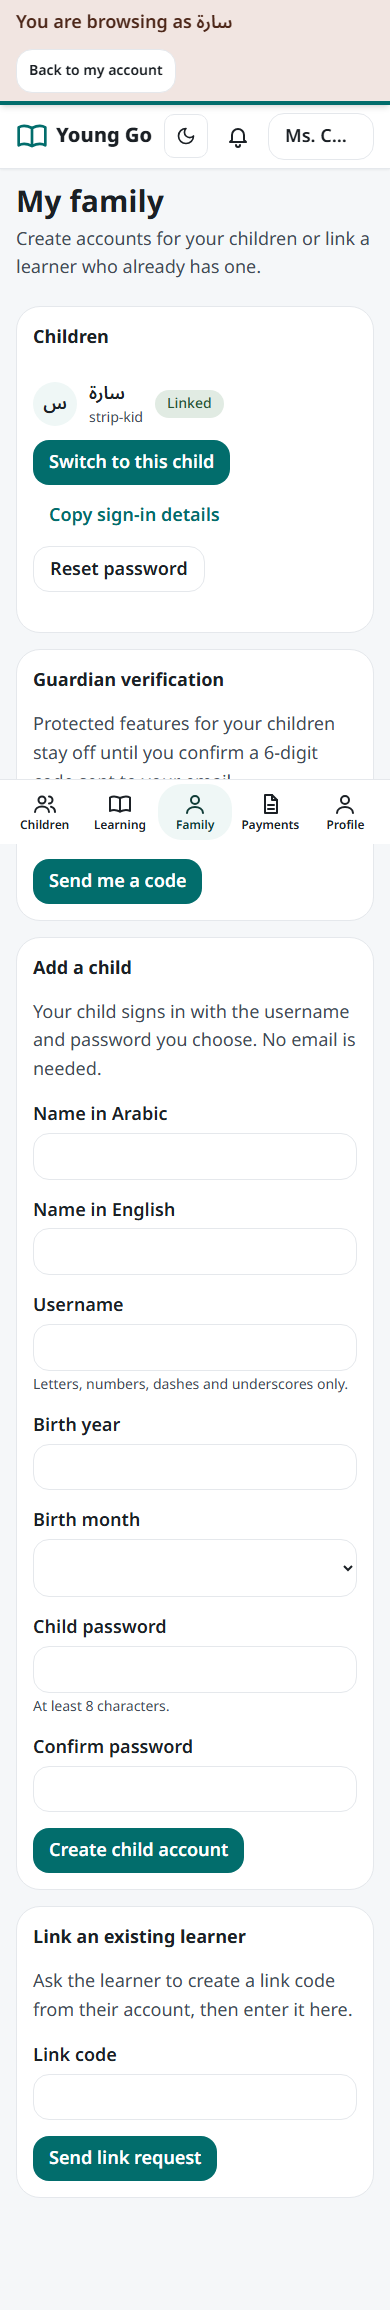 You are browsing as سارة
Back to my account
Young Go
Ms. C...
My family
Create accounts for your children or link a
learner who already has one.
Children
س
سارة
strip-kid
Linked
Switch to this child
Copy sign-in details
Reset password
Guardian verification
Protected features for your children
stay off until you confirm a 6-digit
Children
Learning
Family
Payments
Profile
Send me a code
Add a child
Your child signs in with the username
and password you choose. No email is
needed.
Name in Arabic
Name in English
Username
Letters, numbers, dashes and underscores only.
Birth year
Birth month
Child password
At least 8 characters.
Confirm password
Create child account
Link an existing learner
Ask the learner to create a link code
from their account, then enter it here.
Link code
Send link request